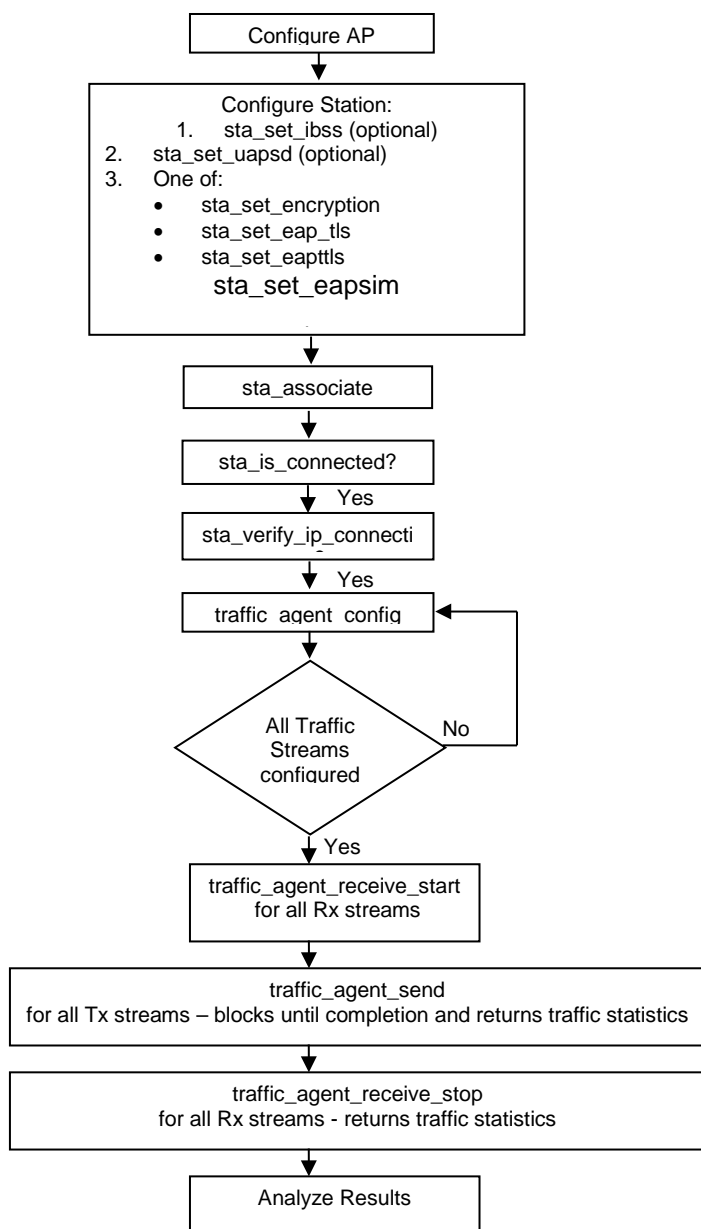 Configure AP
Configure Station:
1. sta_set_ibss (optional)
2. sta_set_uapsd (optional)
3. One of:
• sta_set_encryption
• sta_set_eap_tls
• sta_set_eapttls
sta_set_eapsim
sta_associate
sta_is_connected?
Yes
sta_verify_ip_connecti
Yes
traffic_agent_config
All Traffic
Streams
configured
No
Yes
traffic_agent_receive_start
for all Rx streams
traffic_agent_send
for all Tx streams – blocks until completion and returns traffic statistics
traffic_agent_receive_stop
for all Rx streams - returns traffic statistics
Analyze Results